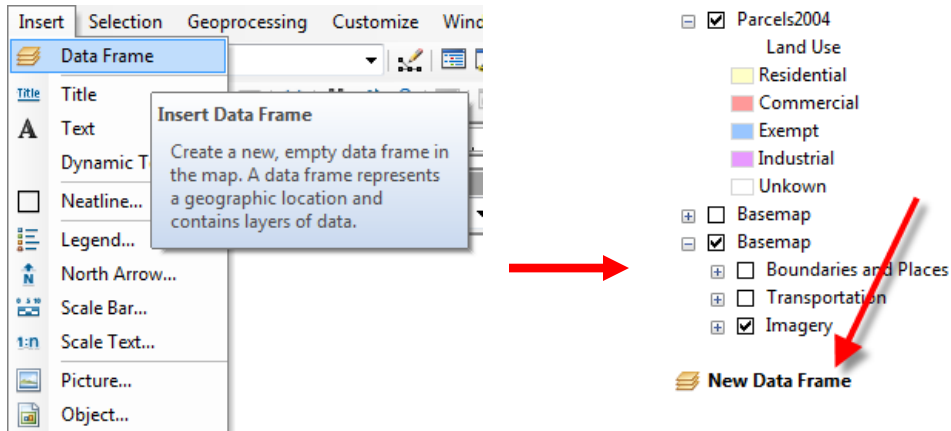 Insert Selection Geoprocessing Customize Wind
Data Frame
Title Title
A Text
Dynamic T
Insert Data Frame
Create a new, empty data frame in
the map. A data frame represents
a geographic location and
contains layers of data.
Neatline...
Legend...
N North Arrow...
0 5 10 Scale Bar...
1:n Scale Text...
Picture...
Object...
Parcels2004
Land Use
Residential
Commercial
Exempt
Industrial
Unkown
Basemap
Basemap
Boundaries and Places
Transportation
Imagery
New Data Frame